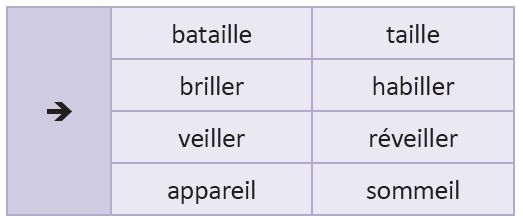 ➔
bataille taille
briller habiller
veiller réveiller
appareil sommeil